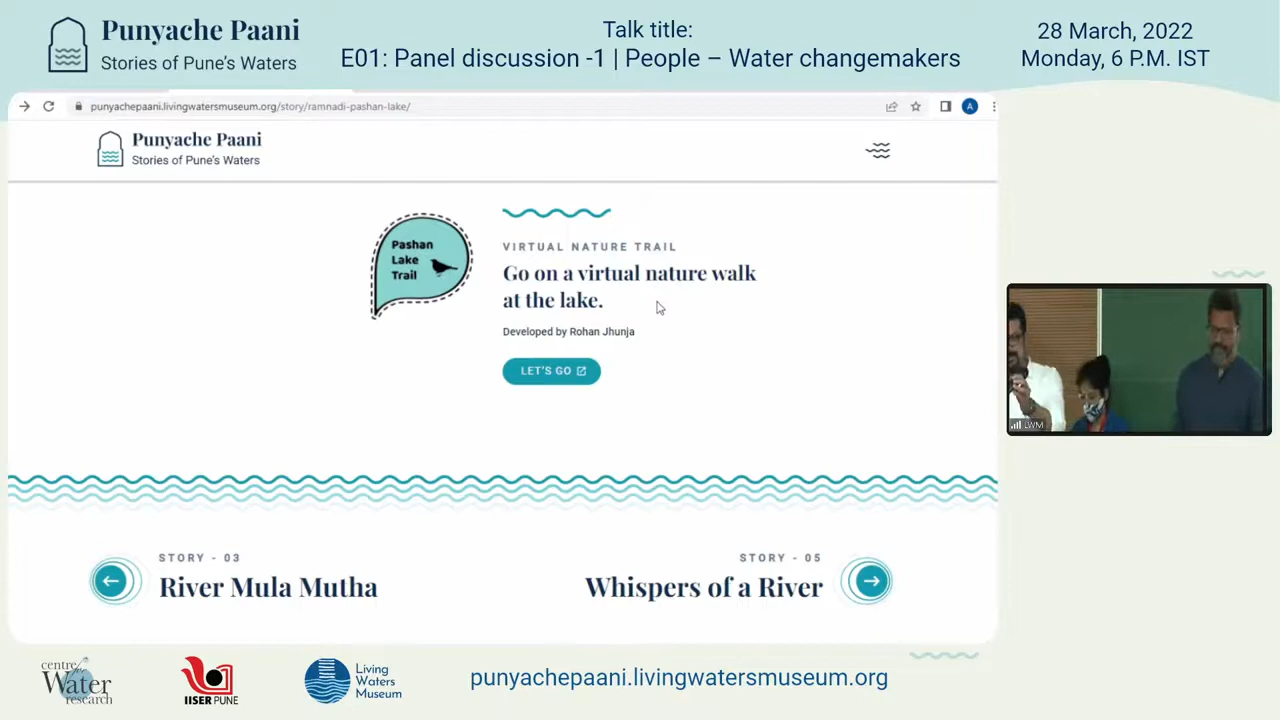 Punyache Paani
Stories of Pune's Waters
Talk title:
E01: Panel discussion -1 | People – Water changemakers
28 March, 2022
Monday, 6 P.M. IST
punyachepaani.livingwatersmuseum.org/story/ramnadi-pashan-lake/
A
Punyache Paani
Stories of Pune's Waters
Pashan
Lake
Trail
VIRTUAL NATURE TRAIL
Go on a virtual nature walk
at the lake.
Developed by Rohan Jhunja
LET'S GO
LWM
STORY - 03
River Mula Mutha
STORY - 05
Whispers of a River
centre
for
Water
research
IISER PUNE
Living
Waters
Museum
punyachepaani.livingwatersmuseum.org